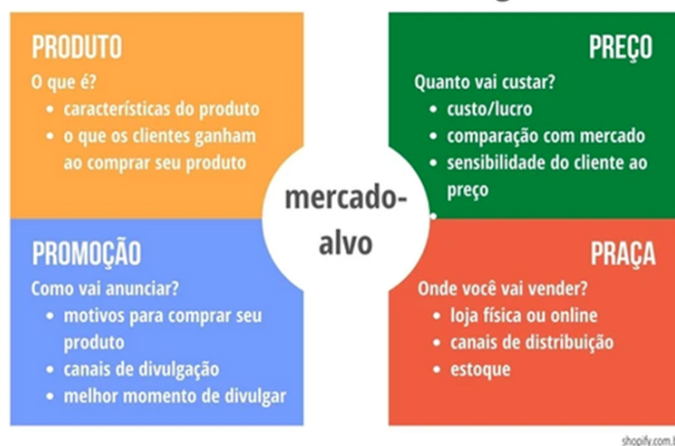 PRODUTO
O que é?
• características do produto
• o que os clientes ganham
ao comprar seu produto
PREÇO
Quanto vai custar?
• custo/lucro
• comparação com mercado
• sensibilidade do cliente ao
preço
mercado-
alvo
PROMOÇÃO
Como vai anunciar?
• motivos para comprar seu
produto
• canais de divulgação
• melhor momento de divulgar
PRAÇA
Onde você vai vender?
• loja física ou online
• canais de distribuição
• estoque
shopify.com.b